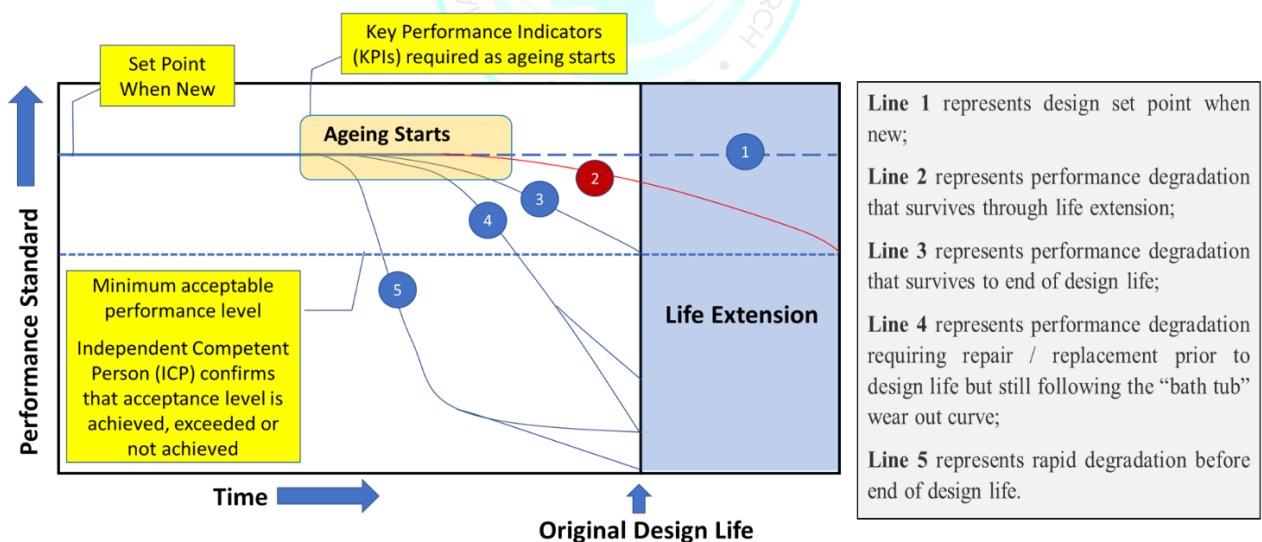 RCH •
Key Performance Indicators
(KPIs) required as ageing starts
Set Point
When New
Ageing Starts
1
2
3
4
5
Performance Standard
Minimum acceptable
performance level
Independent Competent
Person (ICP) confirms
that acceptance level is
achieved, exceeded or
not achieved
Life Extension
Time
Original Design Life
Line 1 represents design set point when
new;
Line 2 represents performance degradation
that survives through life extension;
Line 3 represents performance degradation
that survives to end of design life;
Line 4 represents performance degradation
requiring repair / replacement prior to
design life but still following the “bath tub”
wear out curve;
Line 5 represents rapid degradation before
end of design life.